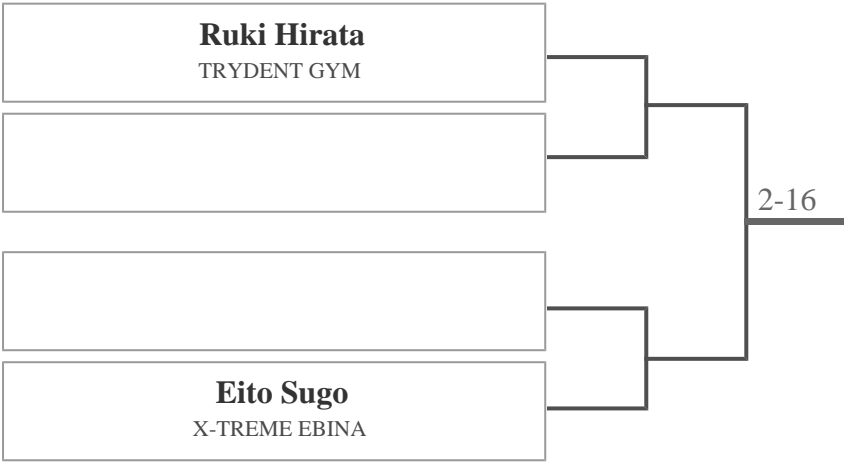 Ruki Hirata
TRYDENT GYM
2-16
Eito Sugo
X-TREME EBINA